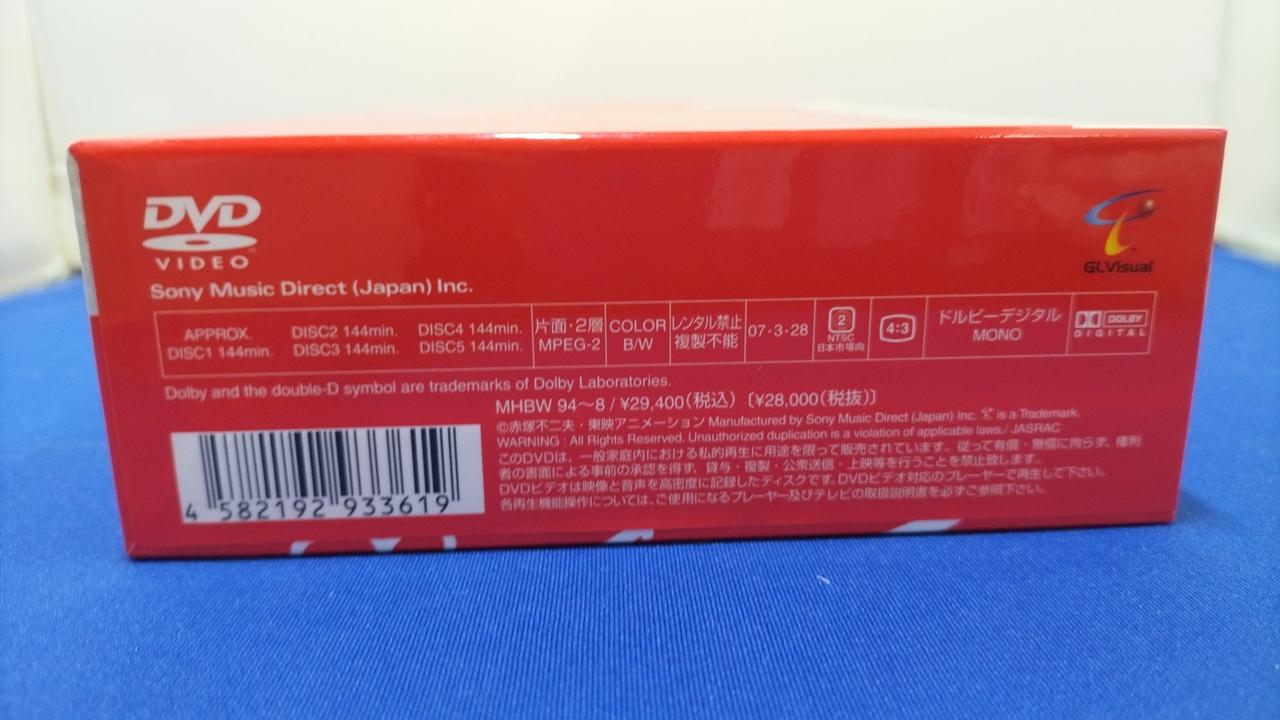 DVD
VIDEO
GLVisual
Sony Music Direct (Japan) Inc.
APPROX. DISC2 144min. DISC4 144min.
DISC1 144min. DISC3 144min. DISC5 144min.
片面・2層
MPEG-2
COLOR
B/W
レンタル禁止
複製不能
07・3・28
2
NTSC
日本市場向
4:3
ドルビーデジタル
MONO
DOLBY
DIGITAL
Dolby and the double-D symbol are trademarks of Dolby Laboratories.
MHBW 94〜8 / ¥29,400(税込)〔¥28,000(税抜)〕
©赤塚不二夫・東映アニメーション Manufactured by Sony Music Direct (Japan) Inc. is a Trademark.
WARNING : All Rights Reserved. Unauthorized duplication is a violation of applicable laws./ JASRAC
このDVDは、一般家庭内における私的再生に用途を限って販売されています。従って有償・無償に拘らず、権利
者の書面による事前の承認を得ず、貸与・複製・公衆送信・上映等を行うことを禁止致します。
DVDビデオは映像と音声を高密度に記録したディスクです。DVDビデオ対応のプレーヤーで再生して下さい。
各再生機能操作については、ご使用になるプレーヤー及びテレビの取扱説明書を必ずご参照下さい。
4 582192 933619